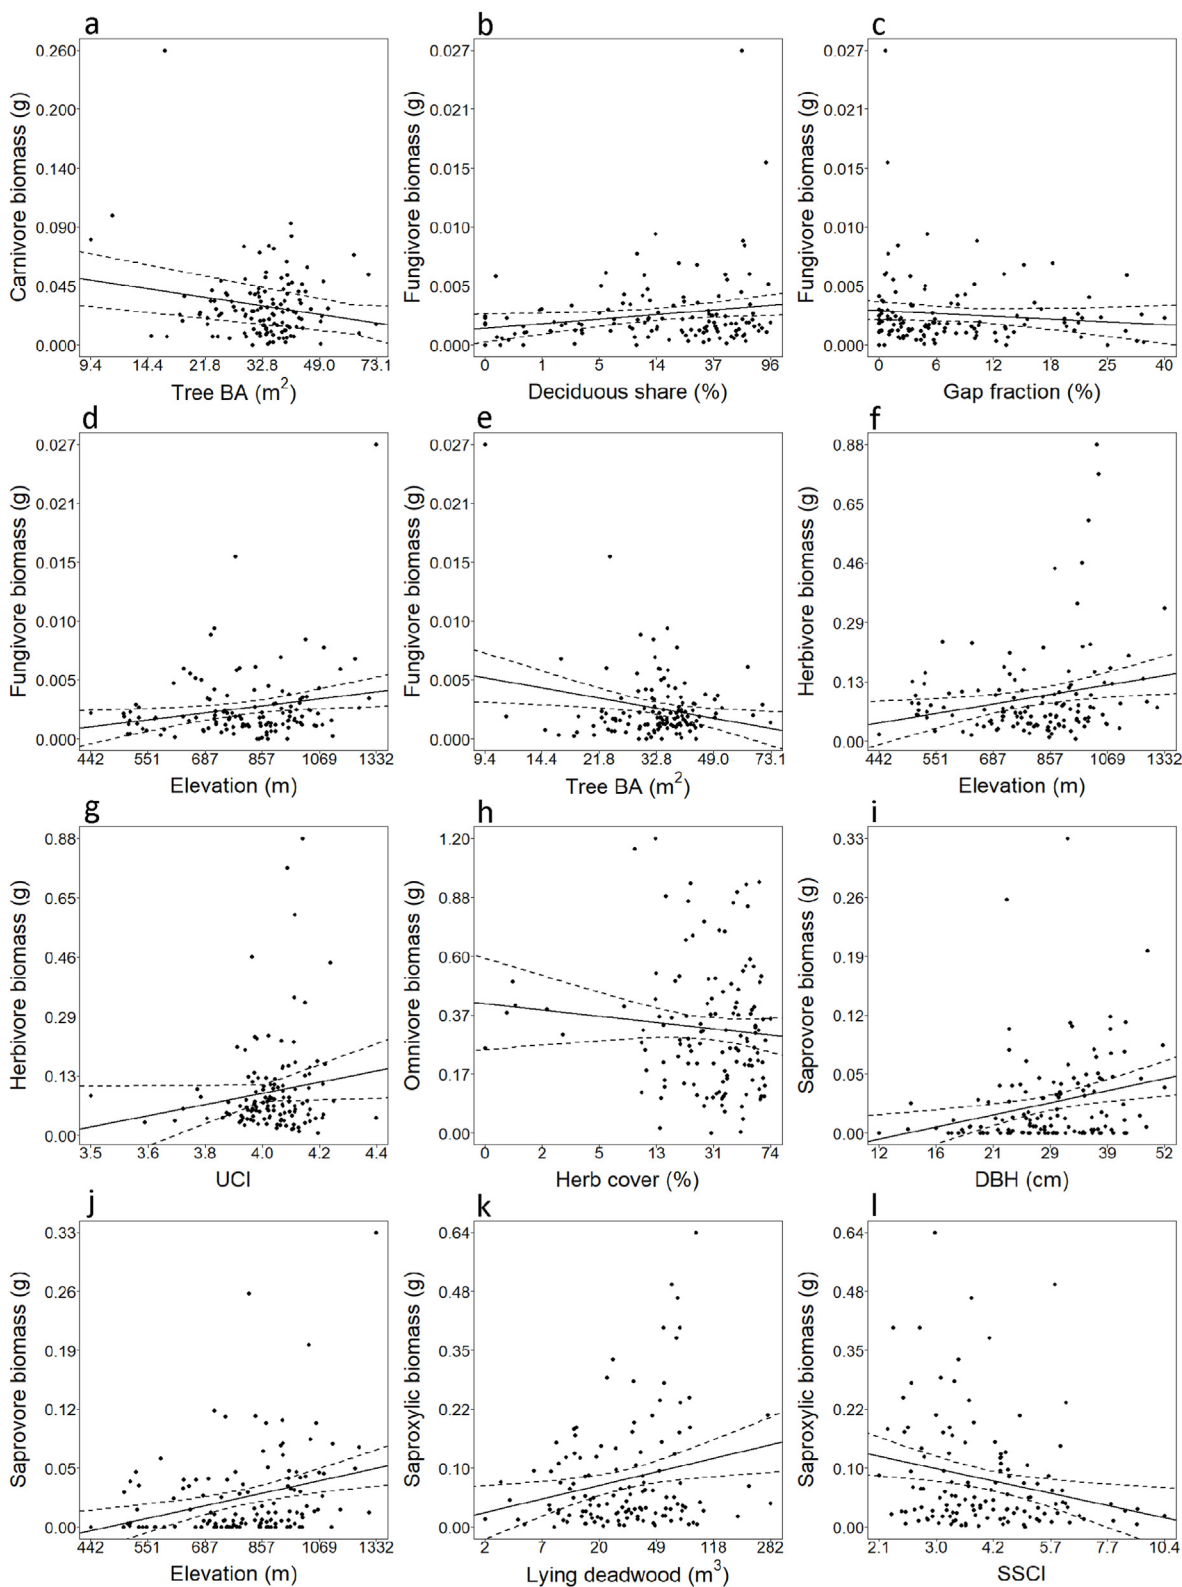 a
Carnivore biomass (g)
0.260
0.200
0.140
0.090
0.045
0.000
9.4 14.4 21.8 32.8 49.0 73.1
Tree BA (m²)
b
Fungivore biomass (g)
0.027
0.021
0.015
0.010
0.005
0.000
0 1 5 14 37 96
Deciduous share (%)
c
Fungivore biomass (g)
0.027
0.021
0.015
0.010
0.005
0.000
0 6 12 18 25 40
Gap fraction (%)
d
Fungivore biomass (g)
0.027
0.021
0.015
0.010
0.005
0.000
442 551 687 857 1069 1332
Elevation (m)
e
Fungivore biomass (g)
0.027
0.021
0.015
0.010
0.005
0.000
9.4 14.4 21.8 32.8 49.0 73.1
Tree BA (m²)
f
Herbivore biomass (g)
0.88
0.65
0.46
0.29
0.13
0.00
442 551 687 857 1069 1332
Elevation (m)
g
Herbivore biomass (g)
0.88
0.65
0.46
0.29
0.13
0.00
3.5 3.6 3.8 4.0 4.2 4.4
UCI
h
Omnivore biomass (g)
1.20
0.88
0.60
0.37
0.17
0.00
0 2 5 13 31 74
Herb cover (%)
i
Saprovore biomass (g)
0.33
0.26
0.19
0.12
0.05
0.00
12 16 21 29 39 52
DBH (cm)
j
Saprovore biomass (g)
0.33
0.26
0.19
0.12
0.05
0.00
442 551 687 857 1069 1332
Elevation (m)
k
Saproxylic biomass (g)
0.64
0.48
0.35
0.22
0.10
0.00
2 7 20 49 118 282
Lying deadwood (m³)
l
Saproxylic biomass (g)
0.64
0.48
0.35
0.22
0.10
0.00
2.1 3.0 4.2 5.7 7.7 10.4
SSCI